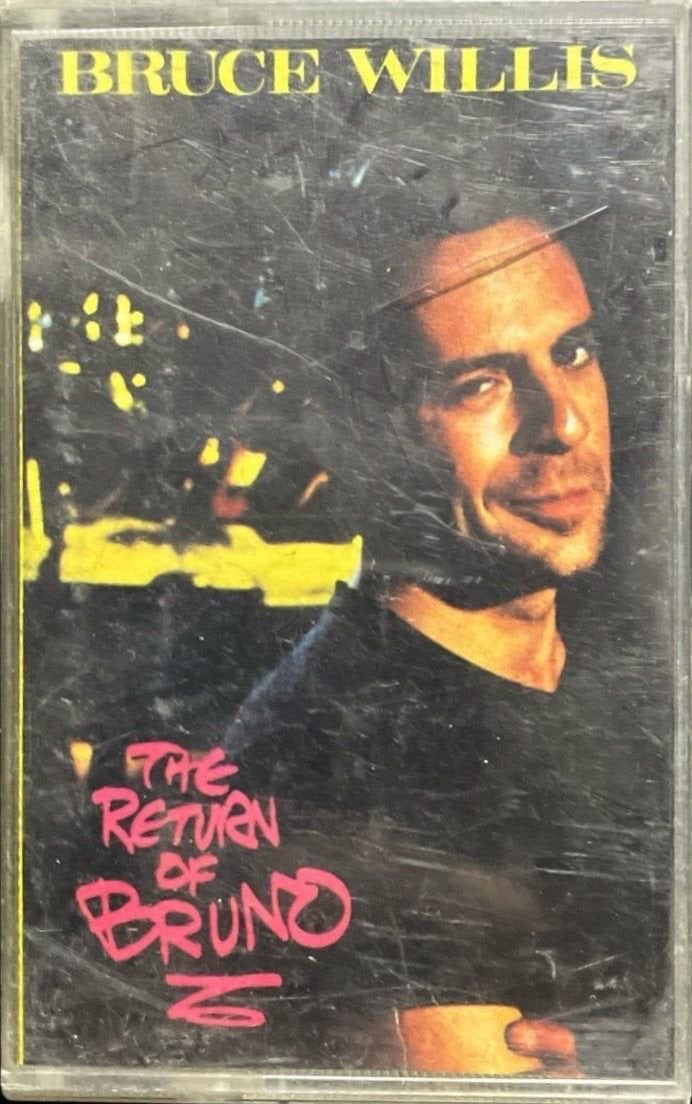 BRUCE WILLIS
THE
RETURN
OF
BRUNO